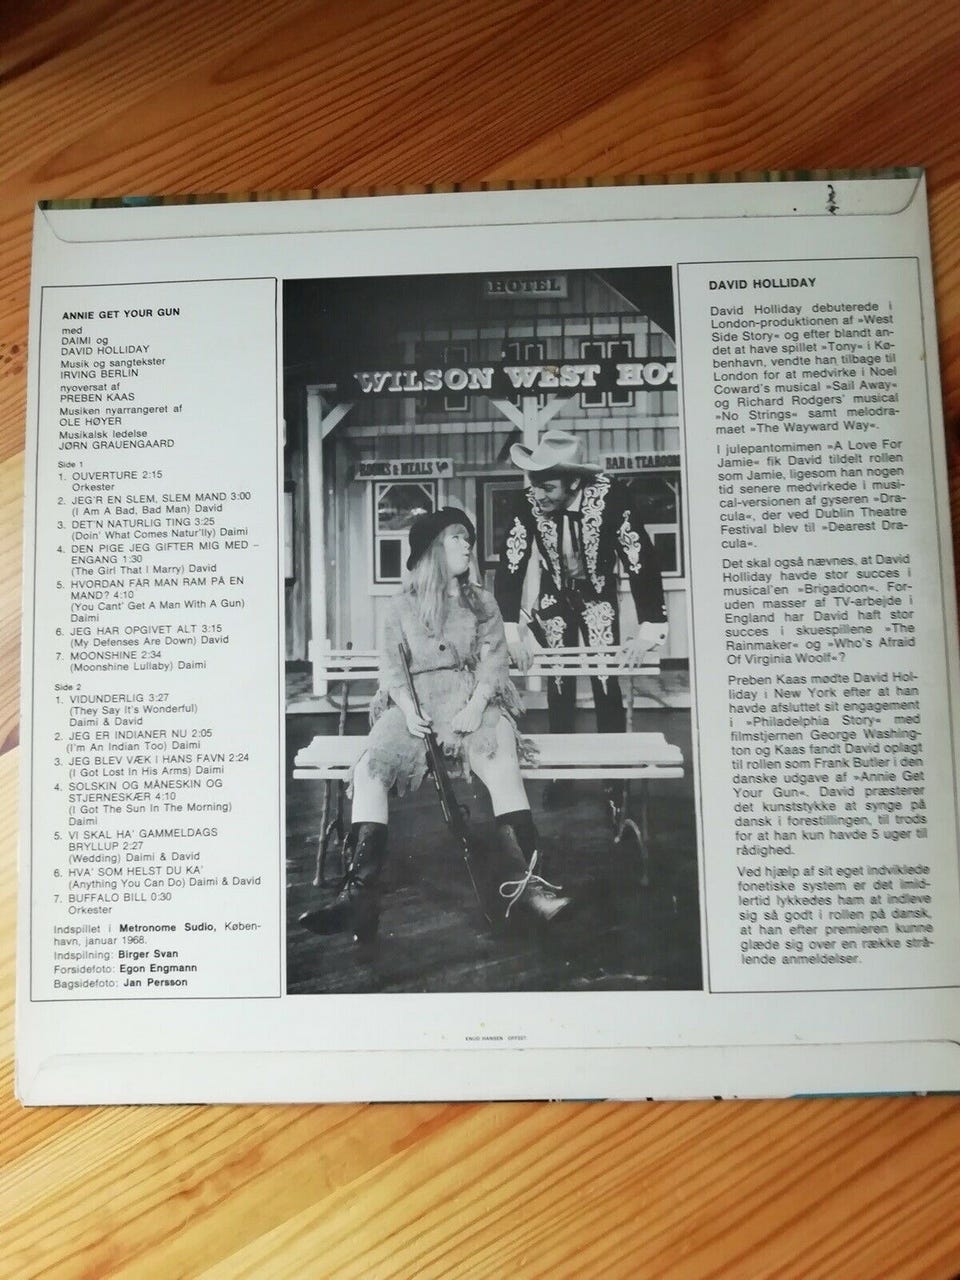 ANNIE GET YOUR GUN
med
DAIMI og
DAVID HOLLIDAY
Musik og sangtekster
IRVING BERLIN
nyoversat af
PREBEN KAAS
Musiken nyarrangeret af
OLE HØYER
Musikalsk ledelse
JØRN GRAUENGAARD
Side 1
1. OUVERTURE 2:15
Orkester
2. JEG'R EN SLEM, SLEM MAND 3:00
(I Am A Bad, Bad Man) David
3. DET'N NATURLIG TING 3:25
(Doin' What Comes Natur'lly) Daimi
4. DEN PIGE JEG GIFTER MIG MED –
ENGANG 1:30
(The Girl That I Marry) David
5. HVORDAN FÅR MAN RAM PÅ EN
MAND? 4:10
(You Cant' Get A Man With A Gun)
Daimi
6. JEG HAR OPGIVET ALT 3:15
(My Defenses Are Down) David
7. MOONSHINE 2:34
(Moonshine Lullaby) Daimi
Side 2
1. VIDUNDERLIG 3:27
(They Say It's Wonderful)
Daimi & David
2. JEG ER INDIANER NU 2:05
(I'm An Indian Too) Daimi
3. JEG BLEV VÆK I HANS FAVN 2:24
(I Got Lost In His Arms) Daimi
4. SOLSKIN OG MÅNESKIN OG
STJERNESKÆR 4:10
(I Got The Sun In The Morning)
Daimi
5. VI SKAL HA' GAMMELDAGS
BRYLLUP 2:27
(Wedding) Daimi & David
6. HVA' SOM HELST DU KA'
(Anything You Can Do) Daimi & David
7. BUFFALO BILL 0:30
Orkester
Indspillet i Metronome Sudio, Køben-
havn, januar 1968.
Indspilning: Birger Svan
Forsidefoto: Egon Engmann
Bagsidefoto: Jan Persson
HOTEL
WILSON WEST HOT
ROOMS & MEALS
BAR & TEAROOM
DAVID HOLLIDAY
David Holliday debuterede i
London-produktionen af »West
Side Story« og efter blandt an-
det at have spillet »Tony« i Kø-
benhavn, vendte han tilbage til
London for at medvirke i Noel
Coward's musical »Sail Away«
og Richard Rodgers' musical
»No Strings« samt melodra-
maet »The Wayward Way«.
I julepantomimen »A Love For
Jamie« fik David tildelt rollen
som Jamie, ligesom han nogen
tid senere medvirkede i musi-
cal-versionen af gyseren »Dra-
cula«, der ved Dublin Theatre
Festival blev til »Dearest Dra-
cula«.
Det skal også nævnes, at David
Holliday havde stor succes i
musical'en »Brigadoon«. For-
uden masser af TV-arbejde i
England har David haft stor
succes i skuespillene »The
Rainmaker« og »Who's Afraid
Of Virginia Woolf«?
Preben Kaas mødte David Hol-
liday i New York efter at han
havde afsluttet sit engagement
i »Philadelphia Story« med
filmstjernen George Washing-
ton og Kaas fandt David oplagt
til rollen som Frank Butler i den
danske udgave af »Annie Get
Your Gun«. David præsterer
det kunststykke at synge på
dansk i forestillingen, til trods
for at han kun havde 5 uger til
rådighed.
Ved hjælp af sit eget indviklede
fonetiske system er det imid-
lertid lykkedes ham at indleve
sig så godt i rollen på dansk,
at han efter premieren kunne
glæde sig over en række strå-
lende anmeldelser.
KNUD HANSEN OFFSET